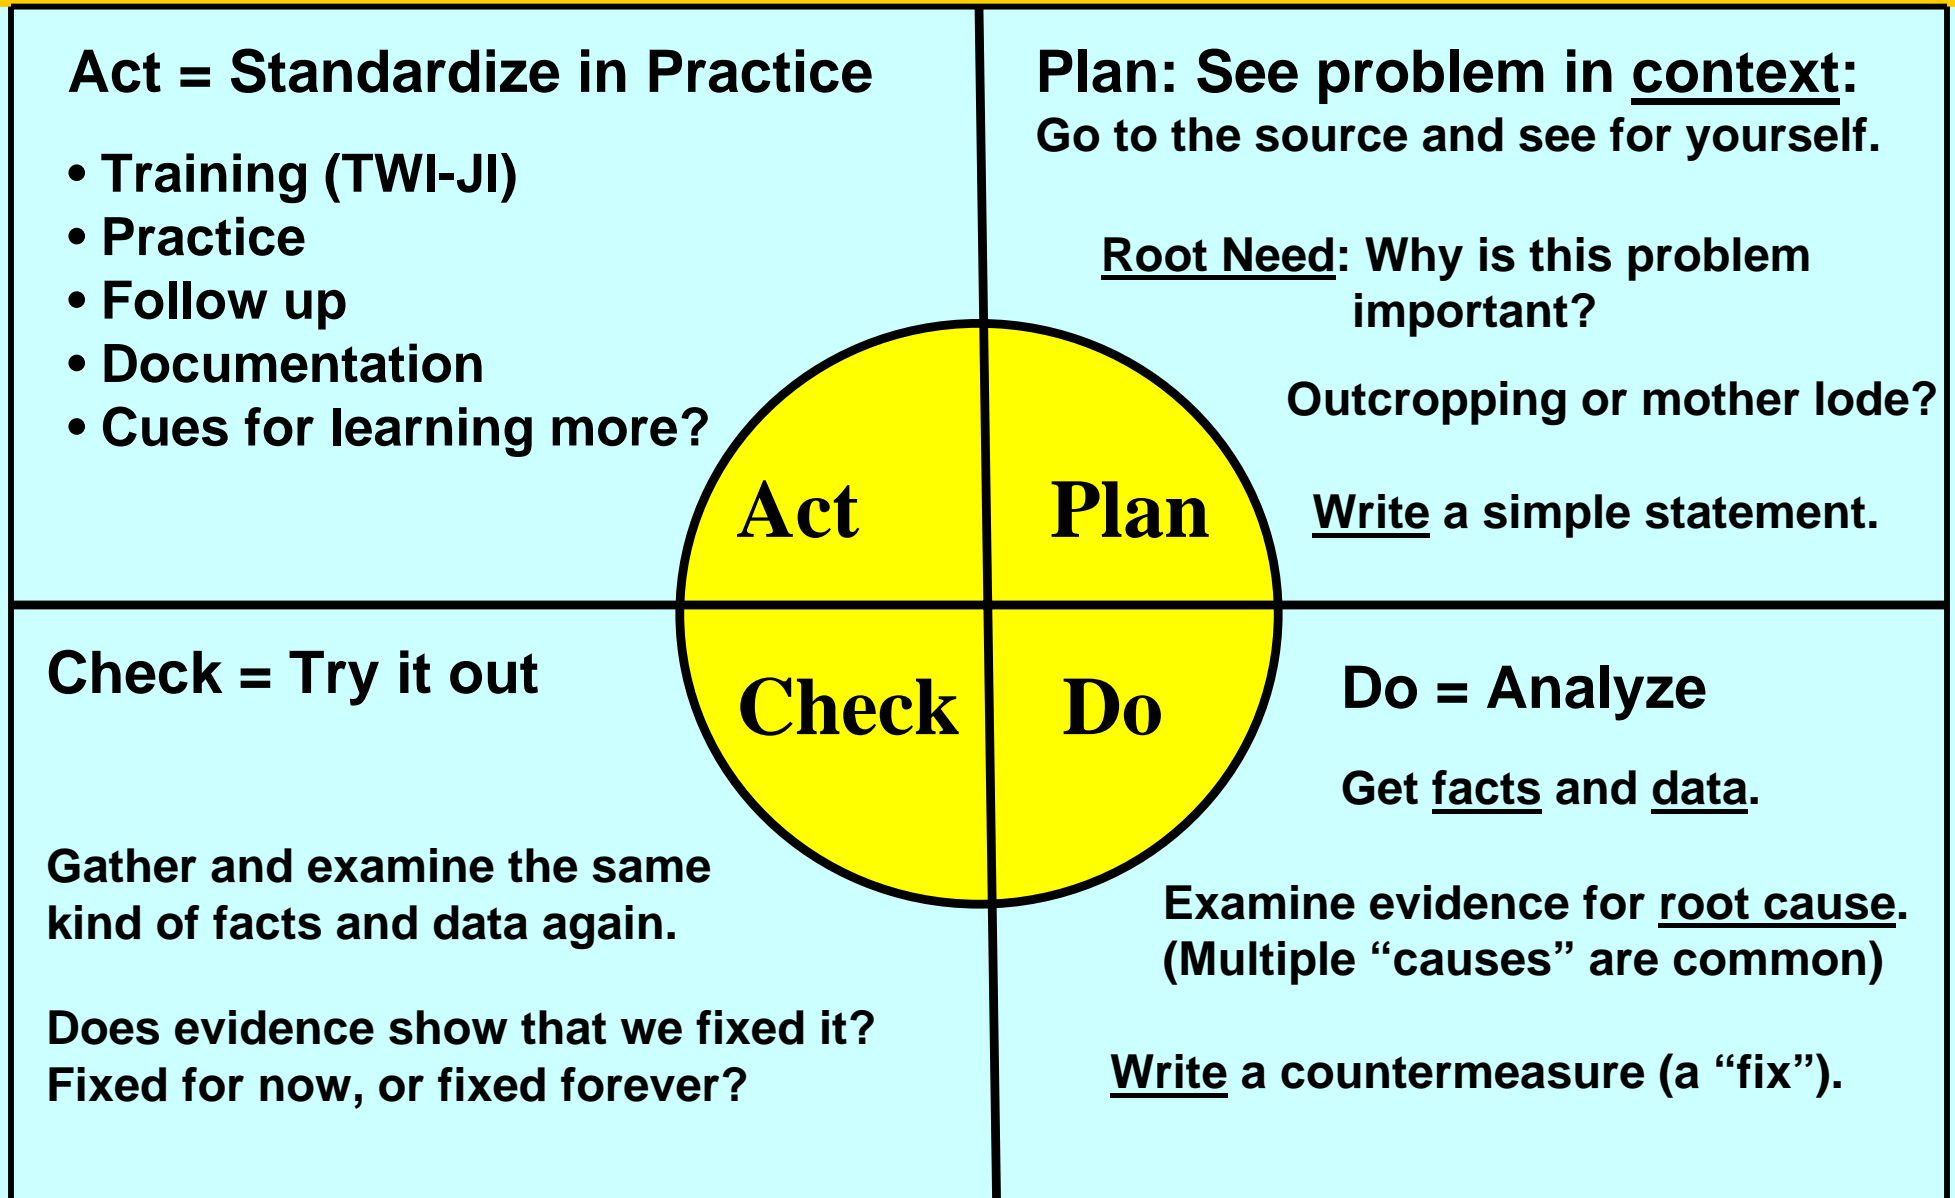 Act = Standardize in Practice
• Training (TWI-JI)
• Practice
• Follow up
• Documentation
• Cues for learning more?
Plan: See problem in context:
Go to the source and see for yourself.
Root Need: Why is this problem
important?
Outcropping or mother lode?
Write a simple statement.
Act
Plan
Check
Do
Check = Try it out
Gather and examine the same
kind of facts and data again.
Does evidence show that we fixed it?
Fixed for now, or fixed forever?
Do = Analyze
Get facts and data.
Examine evidence for root cause.
(Multiple “causes” are common)
Write a countermeasure (a “fix”).